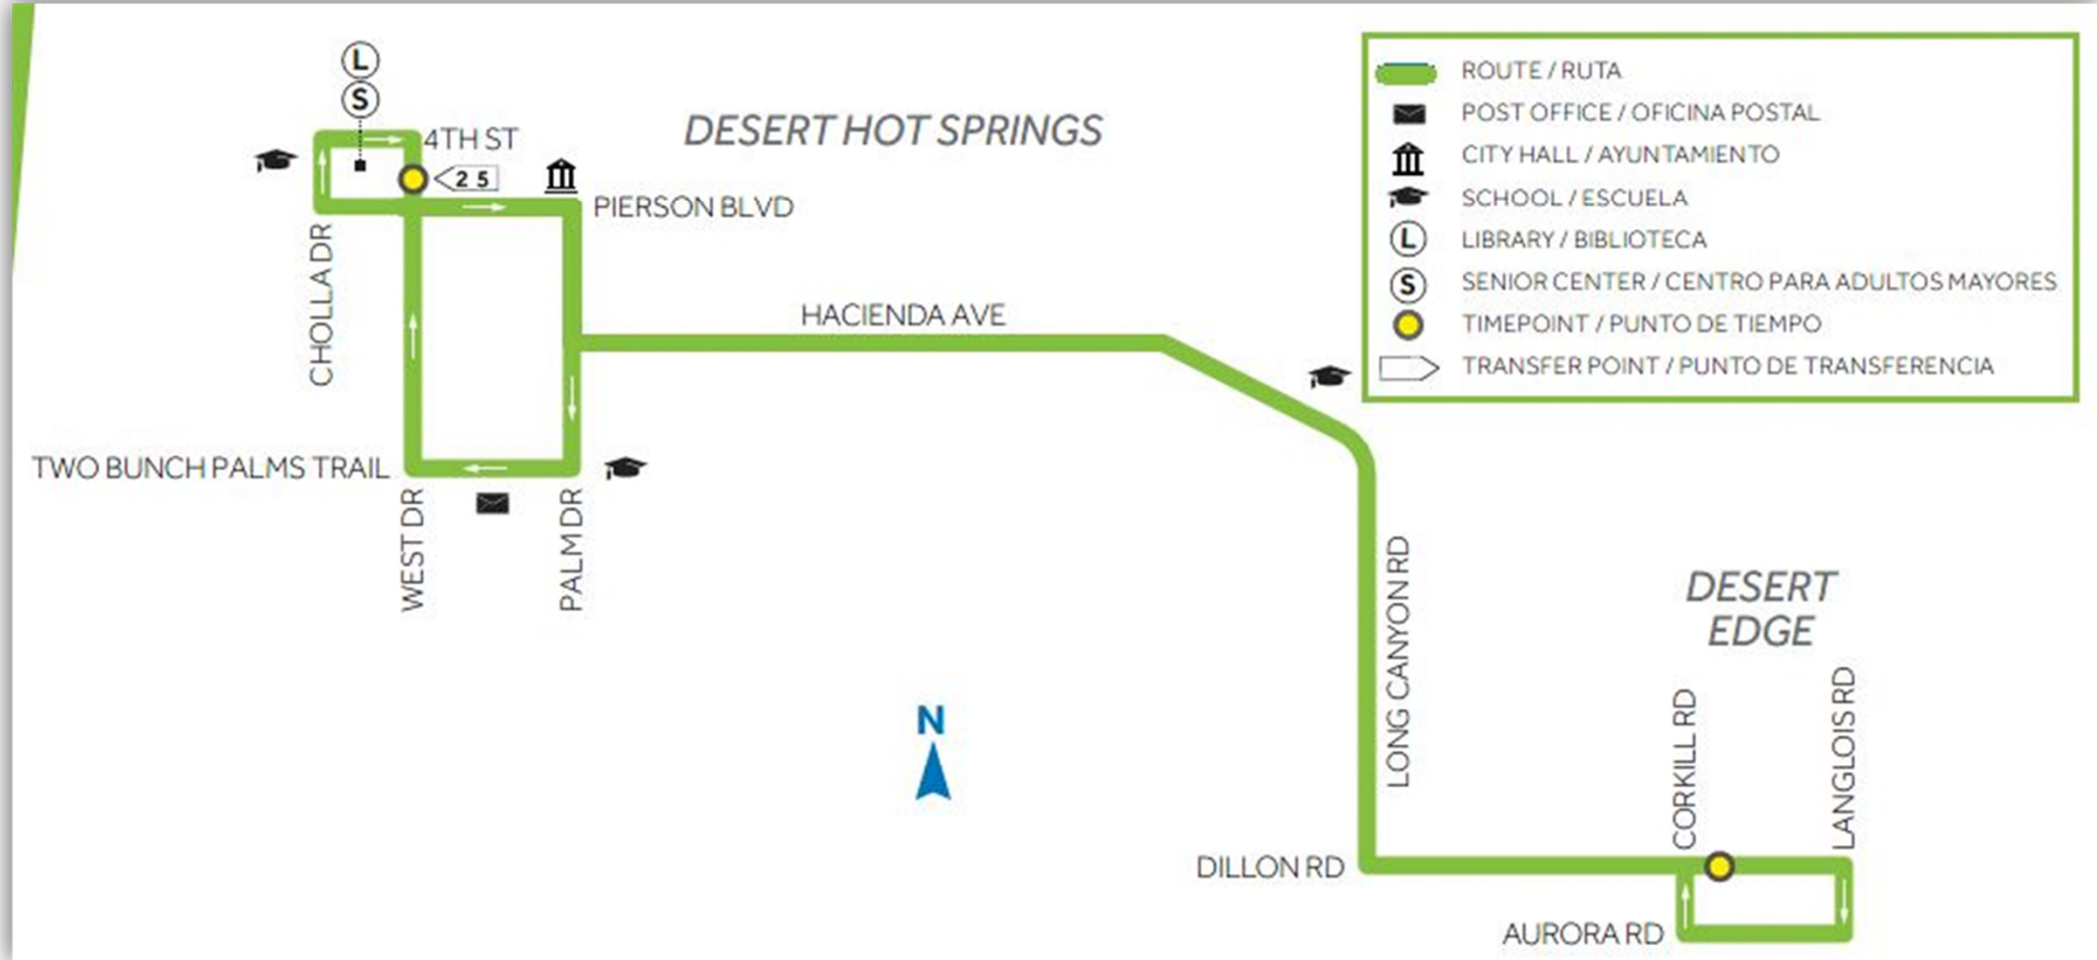 L
S
4TH ST
2 5
DESERT HOT SPRINGS
PIERSON BLVD
CHOLLA DR
HACIENDA AVE
TWO BUNCH PALMS TRAIL
WEST DR
PALM DR
LONG CANYON RD
DESERT
EDGE
N
CORKILL RD
LANGLOIS RD
DILLON RD
AURORA RD
ROUTE / RUTA
POST OFFICE / OFICINA POSTAL
CITY HALL / AYUNTAMIENTO
SCHOOL / ESCUELA
L LIBRARY / BIBLIOTECA
S SENIOR CENTER / CENTRO PARA ADULTOS MAYORES
TIMEPOINT / PUNTO DE TIEMPO
TRANSFER POINT / PUNTO DE TRANSFERENCIA